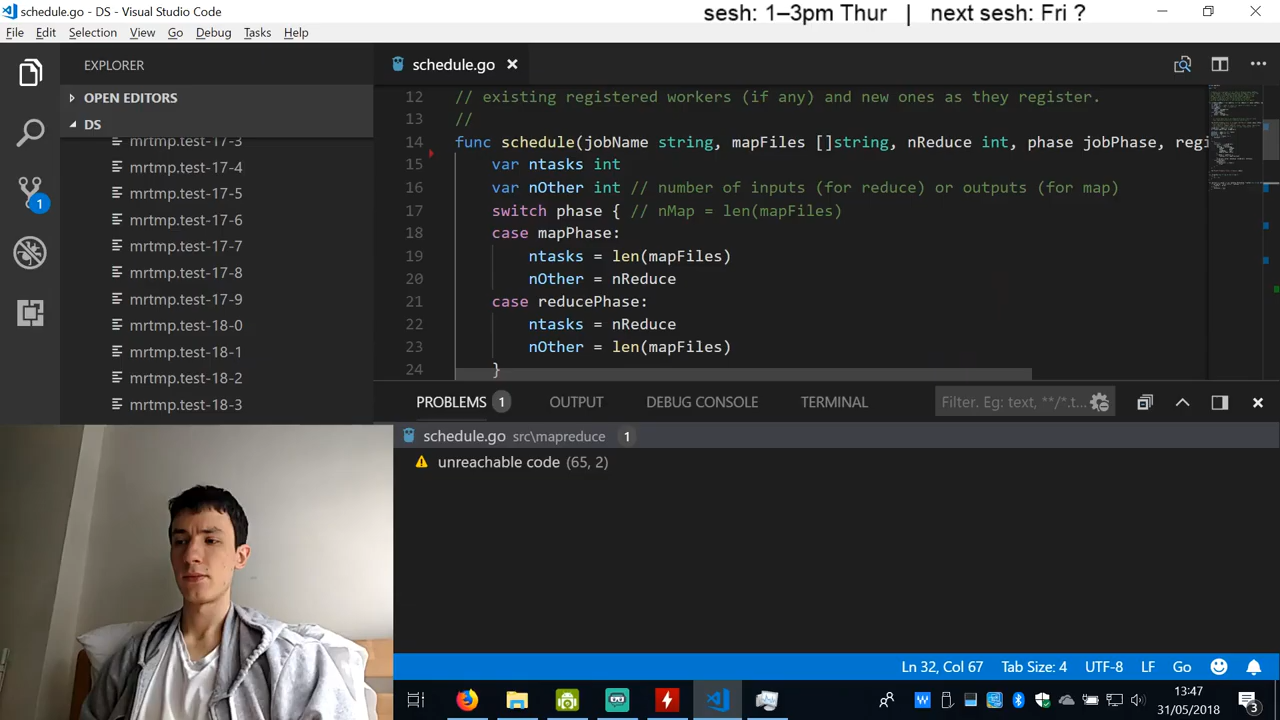 schedule.go - DS - Visual Studio Code
sesh: 1–3pm Thur | next sesh: Fri ?
File Edit Selection View Go Debug Tasks Help
EXPLORER
OPEN EDITORS
DS
mrtmp.test-17-3
mrtmp.test-17-4
mrtmp.test-17-5
mrtmp.test-17-6
mrtmp.test-17-7
mrtmp.test-17-8
mrtmp.test-17-9
mrtmp.test-18-0
mrtmp.test-18-1
mrtmp.test-18-2
mrtmp.test-18-3
1
schedule.go
12 // existing registered workers (if any) and new ones as they register.
13 //
14 func schedule(jobName string, mapFiles []string, nReduce int, phase jobPhase, regi
15 var ntasks int
16 var nOther int // number of inputs (for reduce) or outputs (for map)
17 switch phase { // nMap = len(mapFiles)
18 case mapPhase:
19 ntasks = len(mapFiles)
20 nOther = nReduce
21 case reducePhase:
22 ntasks = nReduce
23 nOther = len(mapFiles)
24 }
PROBLEMS 1 OUTPUT DEBUG CONSOLE TERMINAL Filter. Eg: text, **/*.t...
schedule.go src\mapreduce 1
unreachable code (65, 2)
Ln 32, Col 67 Tab Size: 4 UTF-8 LF Go
13:47
31/05/2018
3